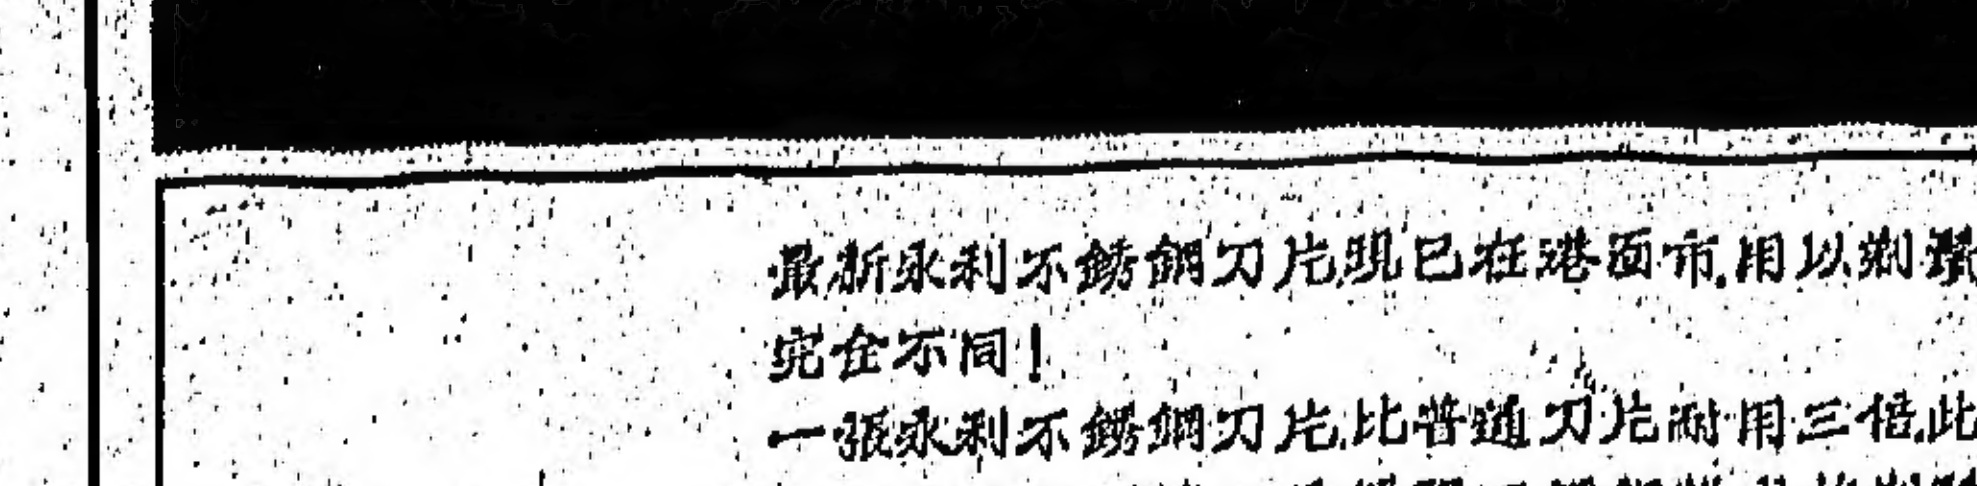 最新永利不銹鋼刀片,現已在港面市,用以剃鬚
完全不同!
一張永利不銹鋼刀片,比普通刀片耐用三倍,此